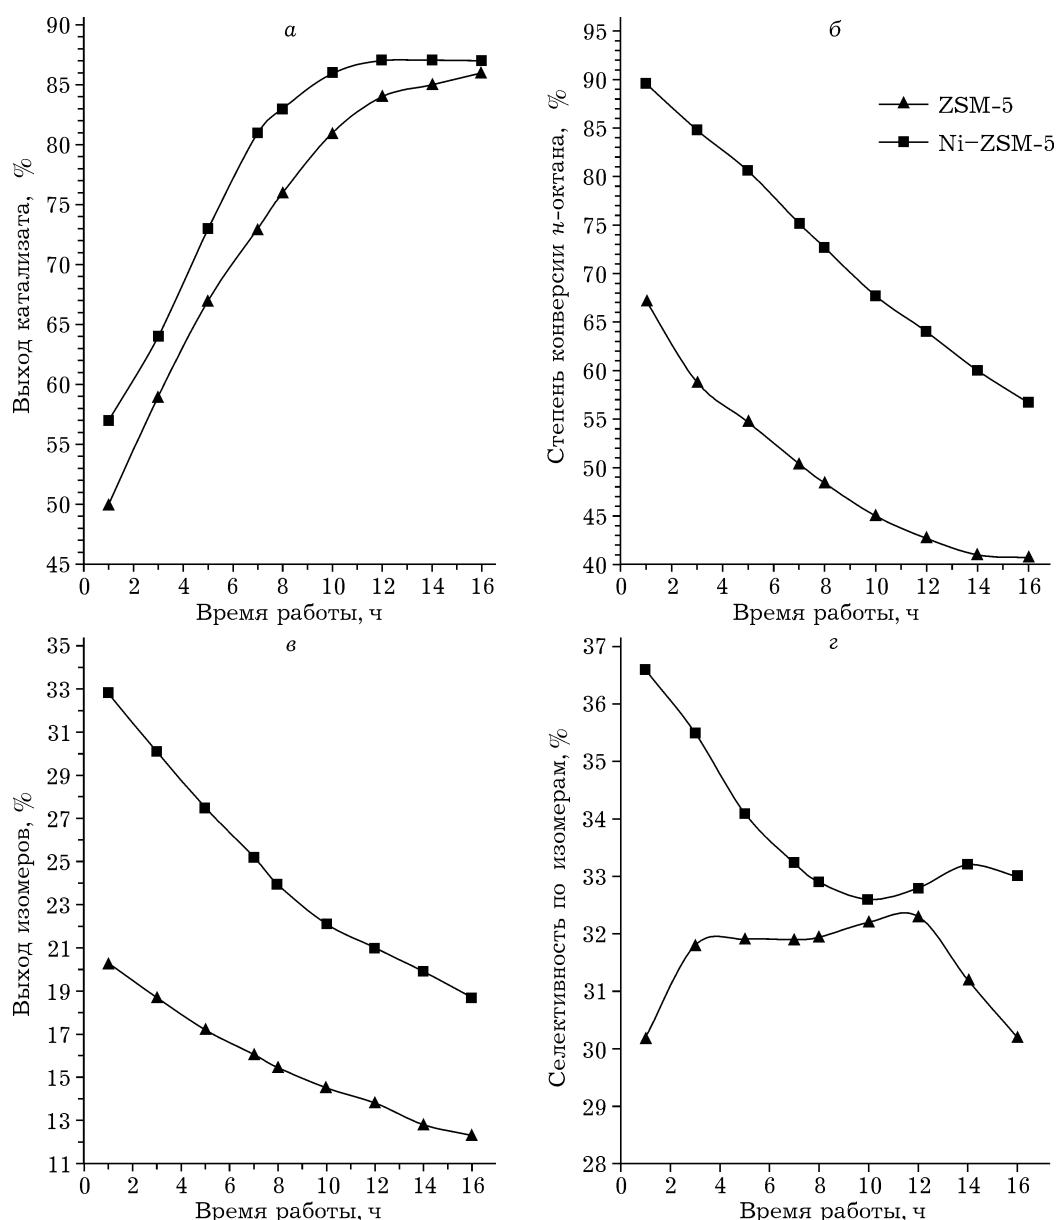 а
Выход катализата, %
90
85
80
75
70
65
60
55
50
45
0 2 4 6 8 10 12 14 16
Время работы, ч
б
Степень конверсии н-октана, %
95
90
85
80
75
70
65
60
55
50
45
40
ZSM-5
Ni–ZSM-5
0 2 4 6 8 10 12 14 16
Время работы, ч
в
Выход изомеров, %
35
33
31
29
27
25
23
21
19
17
15
13
11
0 2 4 6 8 10 12 14 16
Время работы, ч
г
Селективность по изомерам, %
37
36
35
34
33
32
31
30
29
28
0 2 4 6 8 10 12 14 16
Время работы, ч